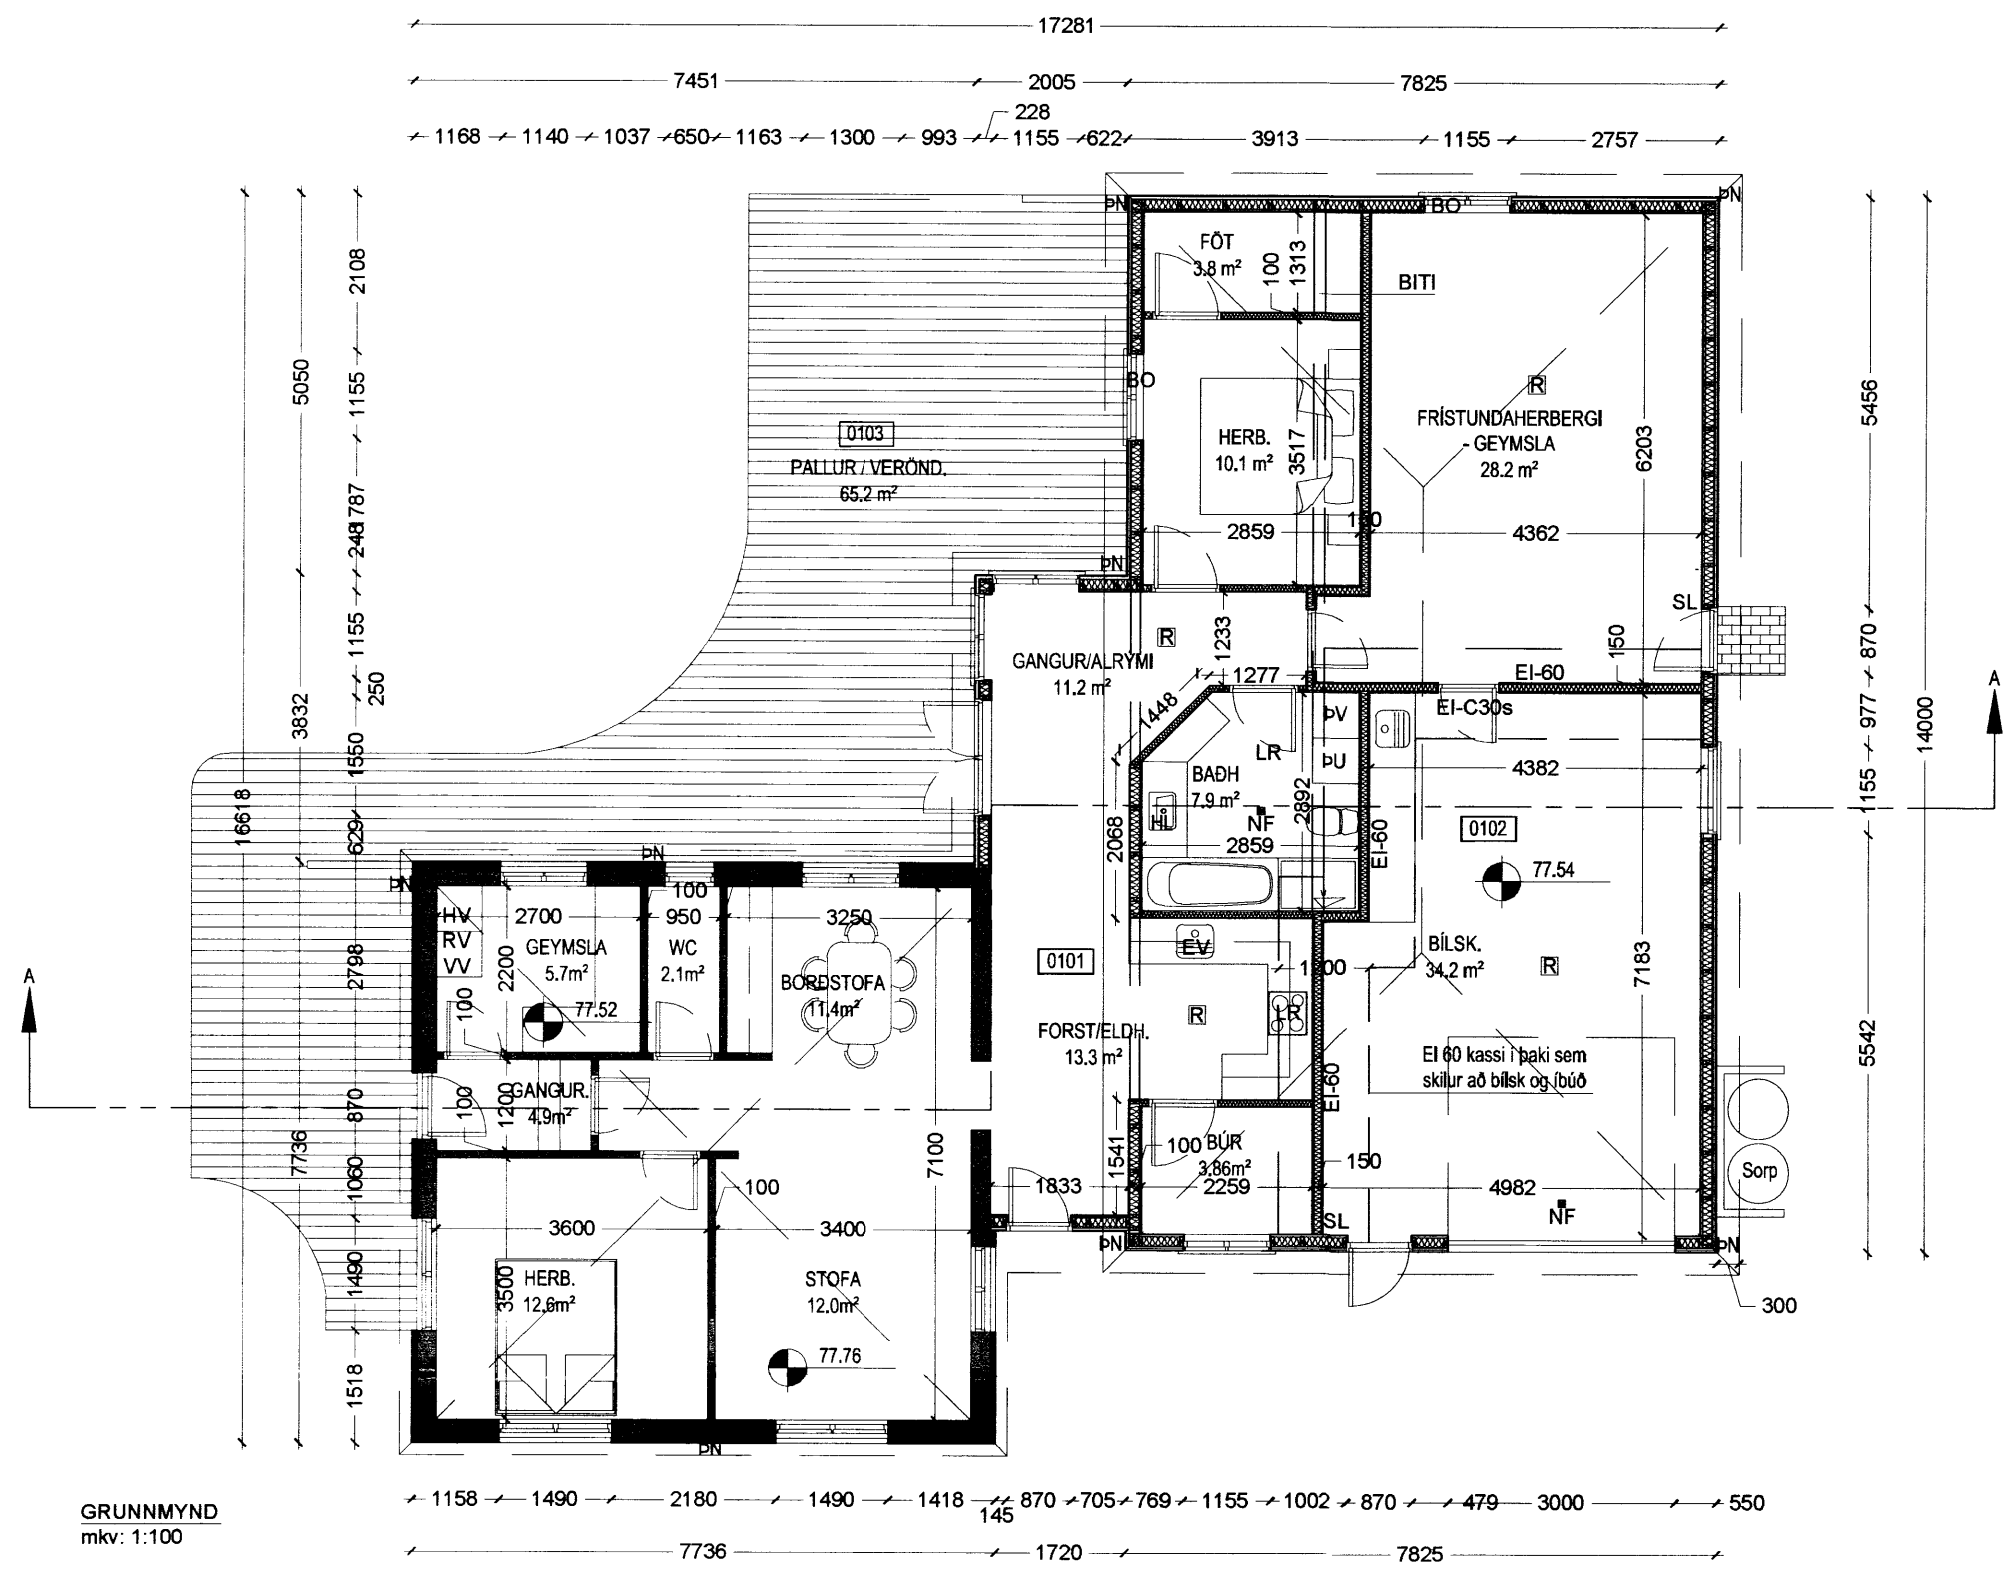 17281
7451 2005 7825
228
1168 1140 1037 650 1163 1300 993 1155 622 3913 1155 2757
ÞN BO ÞN
FÖT
3.8 m²
100
1313
BITI
2108
5050
1155
BO
5456
R
FRÍSTUNDAHERBERGI
- GEYMSLA
28.2 m²
6203
0103
PALLUR / VERÖND.
65.2 m²
HERB.
10.1 m²
3517
1787
248
2859 4362
ÞN
SL
R
1233
GANGUR/ALRÝMI
11.2 m²
1277
150
EI-60
870
1155
250
3832
1448
EI-C30s
977
14000
A
ÞV
LR
ÞU
BAÐH
7.9 m²
4382
1550
16618
HL
NF
2892
1155
0102
2068
2859
EI-60
629
77.54
ÞN
ÞN
100
HV
2700 950 3250
RV
GEYMSLA WC
VV
5.7m² 2.1m²
2200
2798
BORÐSTOFA
11.4m²
0101
EV
BÍLSK.
34.2 m²
R
7183
A
77.52
100
FORST/ELDH.
13.3 m²
R
LR
5542
EI 60 kassi í þaki sem
skilur að bílsk og íbúð
EI-60
GANGUR.
4.9m²
100
1200
870
7736
7100
1541
100
BÚR
3.86m²
150
Sorp
1060
100
1833 2259 4982
3600 3400
NF
SL
ÞN ÞN
1490
3500
HERB.
12.6m²
STOFA
12.0m²
300
77.76
1518
ÞN
1158 1490 2180 1490 1418 870 705 769 1155 1002 870 479 3000 550
145
GRUNNMYND
mkv: 1:100
7736 1720 7825